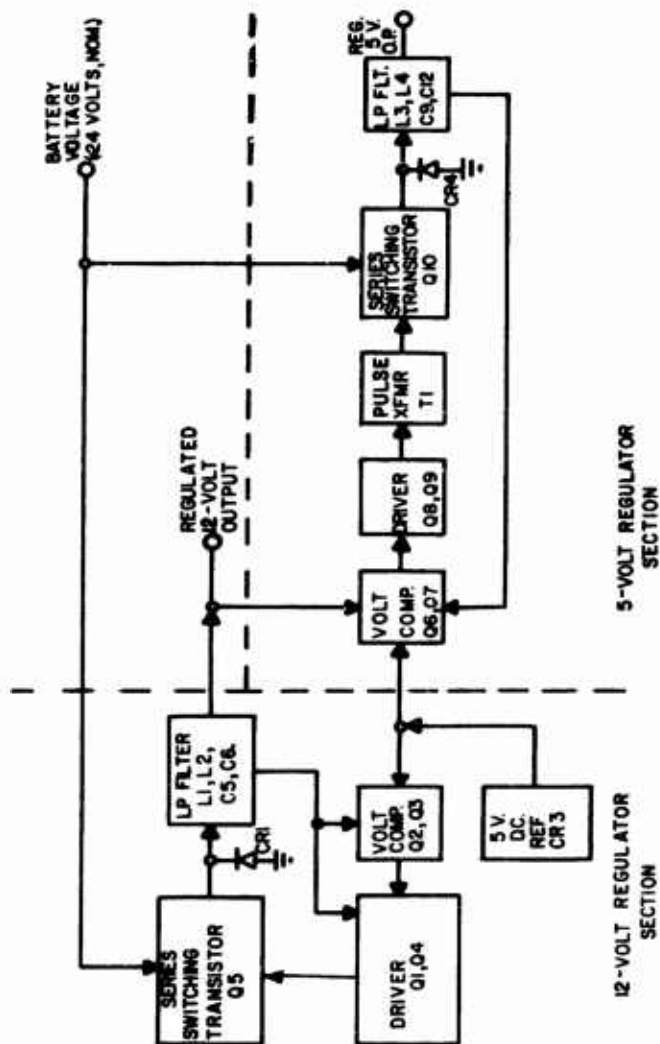 BATTERY
VOLTAGE
(24 VOLTS, NOM)
REGULATED
12-VOLT
OUTPUT
REG.
5 V.
O.P.
SERIES
SWITCHING
TRANSISTOR
Q5
CR1
LP FILTER
L1, L2,
C5, C6.
DRIVER
Q1, Q4
VOLT
COMP.
Q2, Q3
5 V.
D.C.
REF
CR3
VOLT
COMP.
Q6, Q7
DRIVER
Q8, Q9
PULSE
XFMR
T1
SERIES
SWITCHING
TRANSISTOR
Q10
CR4
LP FLT.
L3, L4
C9, C12
12-VOLT REGULATOR
SECTION
5-VOLT REGULATOR
SECTION